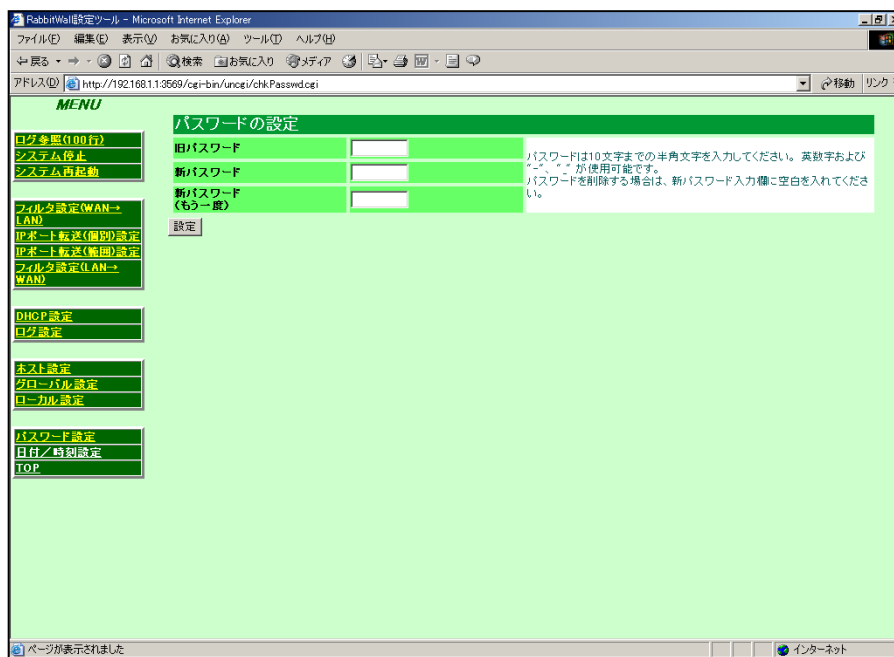 RabbitWall設定ツール - Microsoft Internet Explorer
ファイル(F) 編集(E) 表示(V) お気に入り(A) ツール(T) ヘルプ(H)
戻る 検索 お気に入り メディア
アドレス(D) http://192.168.1.1:3569/cgi-bin/uncgi/chkPasswd.cgi 移動 リンク
MENU
ログ参照(100行)
システム停止
システム再起動
フィルタ設定(WAN→
LAN)
IPポート転送(個別)設定
IPポート転送(範囲)設定
フィルタ設定(LAN→
WAN)
DHCP設定
ログ設定
ホスト設定
グローバル設定
ローカル設定
パスワード設定
日付/時刻設定
TOP
パスワードの設定
旧パスワード
新パスワード
新パスワード
(もう一度)
パスワードは10文字までの半角文字を入力してください。英数字および
"-"、"_" が使用可能です。
パスワードを削除する場合は、新パスワード入力欄に空白を入れてくださ
い。
設定
ページが表示されました インターネット